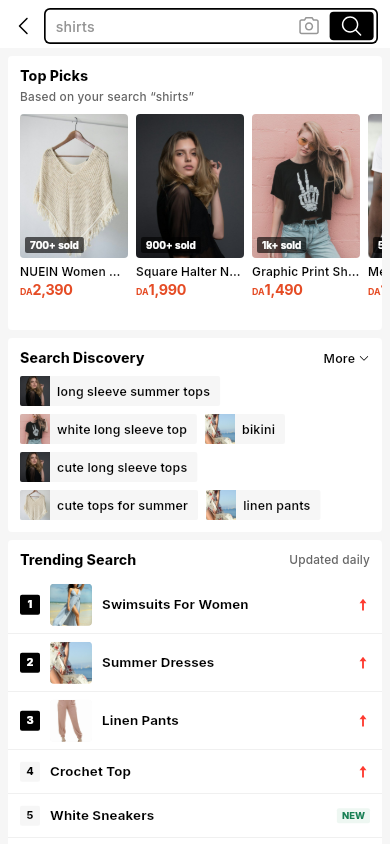 shirts
Top Picks
Based on your search “shirts”
700+ sold
900+ sold
1k+ sold
NUEIN Women ...
Square Halter N...
Graphic Print Sh...
DA2,390
DA1,990
DA1,490
Search Discovery
More
long sleeve summer tops
white long sleeve top
bikini
cute long sleeve tops
cute tops for summer
linen pants
Trending Search
Updated daily
1 Swimsuits For Women
2 Summer Dresses
3 Linen Pants
4 Crochet Top
5 White Sneakers NEW